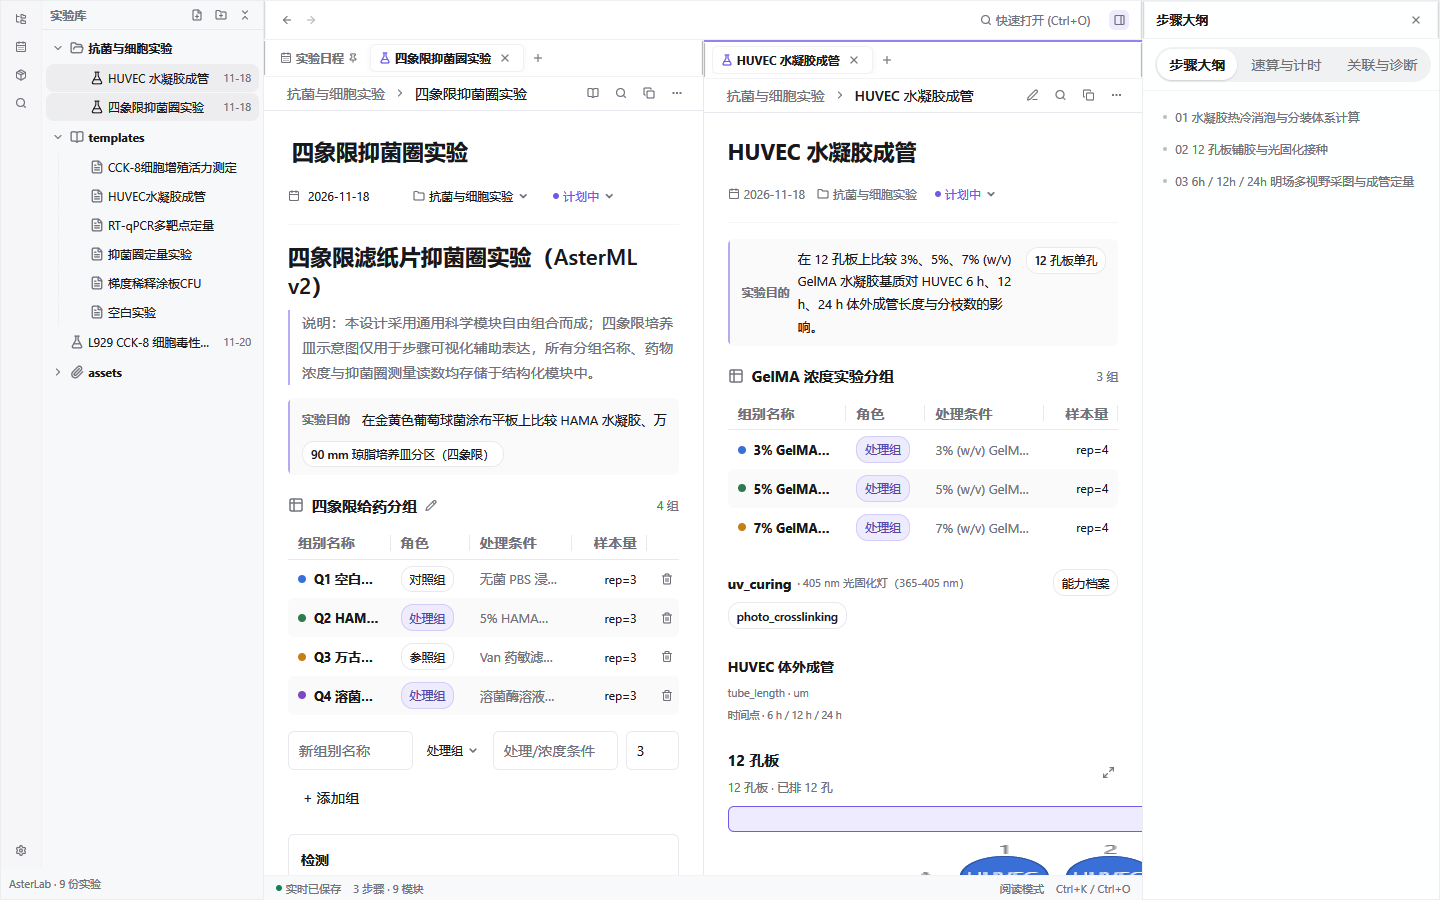 实验库
抗菌与细胞实验
HUVEC 水凝胶成管 11-18
四象限抑菌圈实验 11-18
templates
CCK-8细胞增殖活力测定
HUVEC水凝胶成管
RT-qPCR多靶点定量
抑菌圈定量实验
梯度稀释涂板CFU
空白实验
L929 CCK-8 细胞毒性... 11-20
assets
AsterLab · 9 份实验
快速打开 (Ctrl+O)
实验日程
四象限抑菌圈实验
抗菌与细胞实验 > 四象限抑菌圈实验
四象限抑菌圈实验
2026-11-18 抗菌与细胞实验 计划中
四象限滤纸片抑菌圈实验（AsterML
v2）
说明：本设计采用通用科学模块自由组合而成；四象限培养
皿示意图仅用于步骤可视化辅助表达，所有分组名称、药物
浓度与抑菌圈测量读数均存储于结构化模块中。
实验目的 在金黄色葡萄球菌涂布平板上比较 HAMA 水凝胶、万
90 mm 琼脂培养皿分区（四象限）
四象限给药分组 4 组
组别名称 角色 处理条件 样本量
Q1 空白... 对照组 无菌 PBS 浸... rep=3
Q2 HAM... 处理组 5% HAMA... rep=3
Q3 万古... 参照组 Van 药敏滤... rep=3
Q4 溶菌... 处理组 溶菌酶溶液... rep=3
新组别名称 处理组 处理/浓度条件 3
+ 添加组
检测
实时已保存 3 步骤 · 9 模块
HUVEC 水凝胶成管
抗菌与细胞实验 > HUVEC 水凝胶成管
HUVEC 水凝胶成管
2026-11-18 抗菌与细胞实验 计划中
实验目的
在 12 孔板上比较 3%、5%、7% (w/v)
GelMA 水凝胶基质对 HUVEC 6 h、12
h、24 h 体外成管长度与分枝数的影
响。
12 孔板单孔
GelMA 浓度实验分组 3 组
组别名称 角色 处理条件 样本量
3% GelMA... 处理组 3% (w/v) GelM... rep=4
5% GelMA... 处理组 5% (w/v) GelM... rep=4
7% GelMA... 处理组 7% (w/v) GelM... rep=4
uv_curing · 405 nm 光固化灯（365-405 nm） 能力档案
photo_crosslinking
HUVEC 体外成管
tube_length · um
时间点 · 6 h / 12 h / 24 h
12 孔板
12 孔板 · 已排 12 孔
1 2
阅读模式 Ctrl+K / Ctrl+O
步骤大纲
步骤大纲 速算与计时 关联与诊断
01 水凝胶热冷消泡与分装体系计算
02 12 孔板铺胶与光固化接种
03 6h / 12h / 24h 明场多视野采图与成管定量